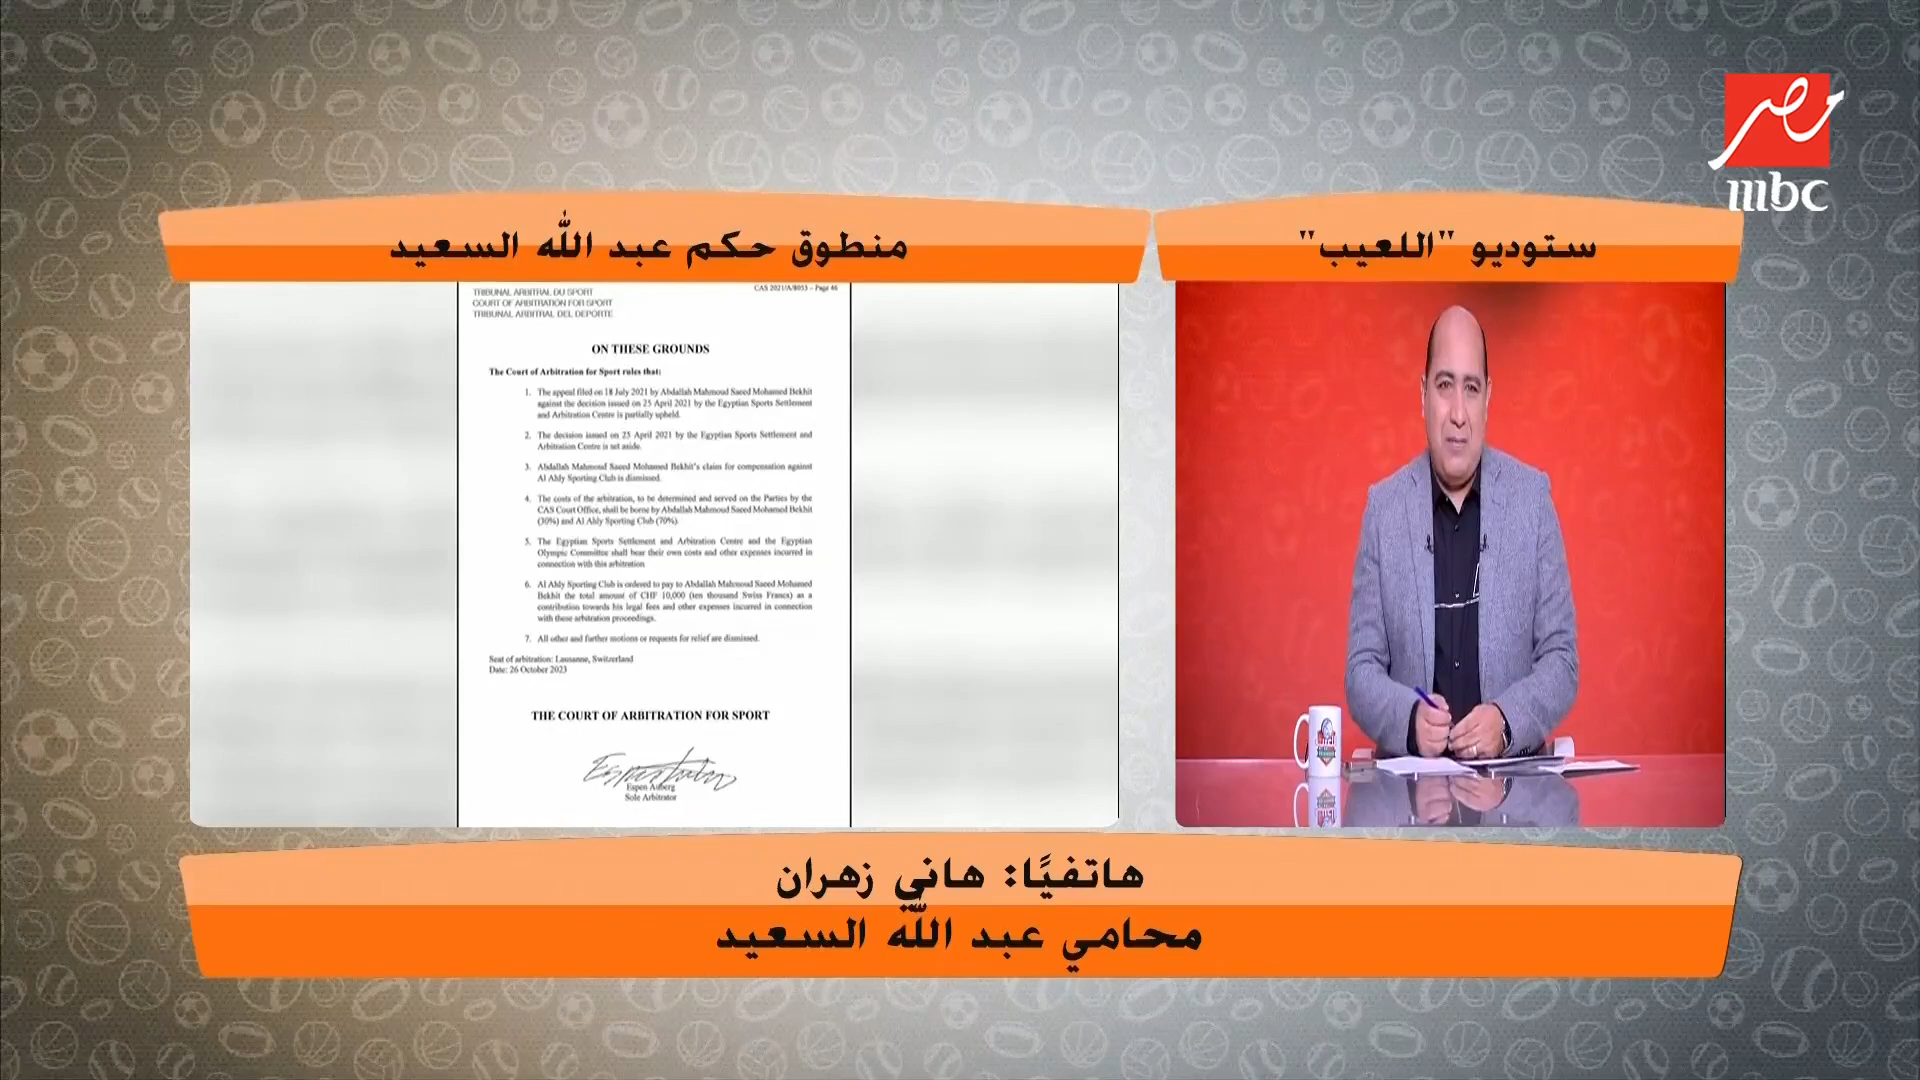 مصر
mbc
ستوديو "اللعيب"
منطوق حكم عبد الله السعيد
TRIBUNAL ARBITRAL DU SPORT
COURT OF ARBITRATION FOR SPORT
TRIBUNAL ARBITRAL DEL DEPORTE
CAS 2021/A/8053 – Page 46
ON THESE GROUNDS
The Court of Arbitration for Sport rules that:
1. The appeal filed on 18 July 2021 by Abdallah Mahmoud Saeed Mohamed Bekhit
against the decision issued on 25 April 2021 by the Egyptian Sports Settlement
and Arbitration Centre is partially upheld.
2. The decision issued on 25 April 2021 by the Egyptian Sports Settlement and
Arbitration Centre is set aside.
3. Abdallah Mahmoud Saeed Mohamed Bekhit's claim for compensation against
Al Ahly Sporting Club is dismissed.
4. The costs of the arbitration, to be determined and served on the Parties by the
CAS Court Office, shall be borne by Abdallah Mahmoud Saeed Mohamed Bekhit
(30%) and Al Ahly Sporting Club (70%).
5. The Egyptian Sports Settlement and Arbitration Centre and the Egyptian
Olympic Committee shall bear their own costs and other expenses incurred in
connection with this arbitration
6. Al Ahly Sporting Club is ordered to pay to Abdallah Mahmoud Saeed Mohamed
Bekhit the total amount of CHF 10,000 (ten thousand Swiss Francs) as a
contribution towards his legal fees and other expenses incurred in connection
with these arbitration proceedings.
7. All other and further motions or requests for relief are dismissed.
Seat of arbitration: Lausanne, Switzerland
Date: 26 October 2023
THE COURT OF ARBITRATION FOR SPORT
Espen Auberg
Sole Arbitrator
هاتفيًا: هاني زهران
محامي عبد الله السعيد